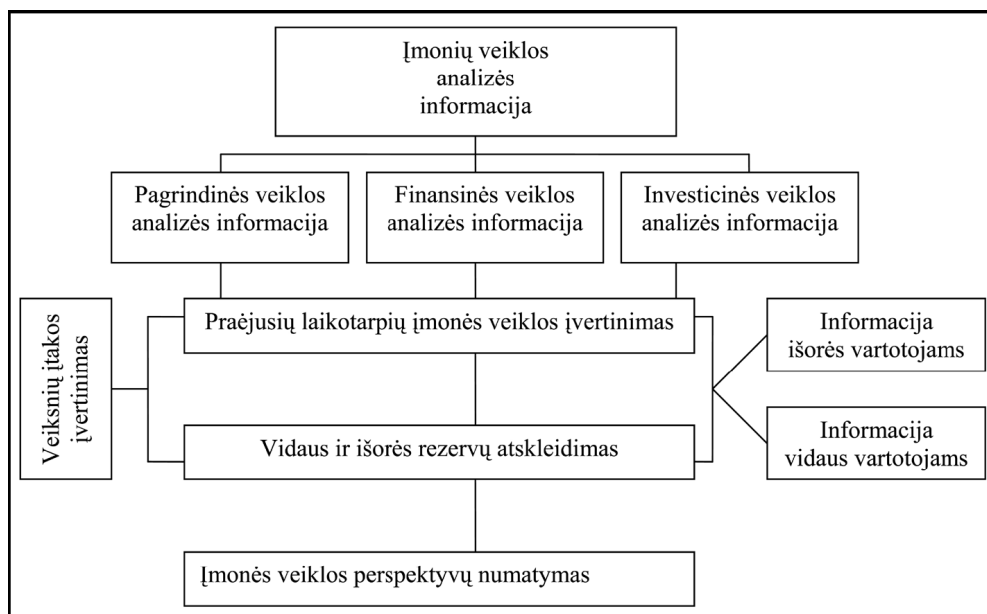 Įmonių veiklos
analizės
informacija
Pagrindinės veiklos
analizės informacija
Finansinės veiklos
analizės informacija
Investicinės veiklos
analizės informacija
Veiksnių įtakos
įvertinimas
Praėjusių laikotarpių įmonės veiklos įvertinimas
Informacija
išorės vartotojams
Vidaus ir išorės rezervų atskleidimas
Informacija
vidaus vartotojams
Įmonės veiklos perspektyvų numatymas